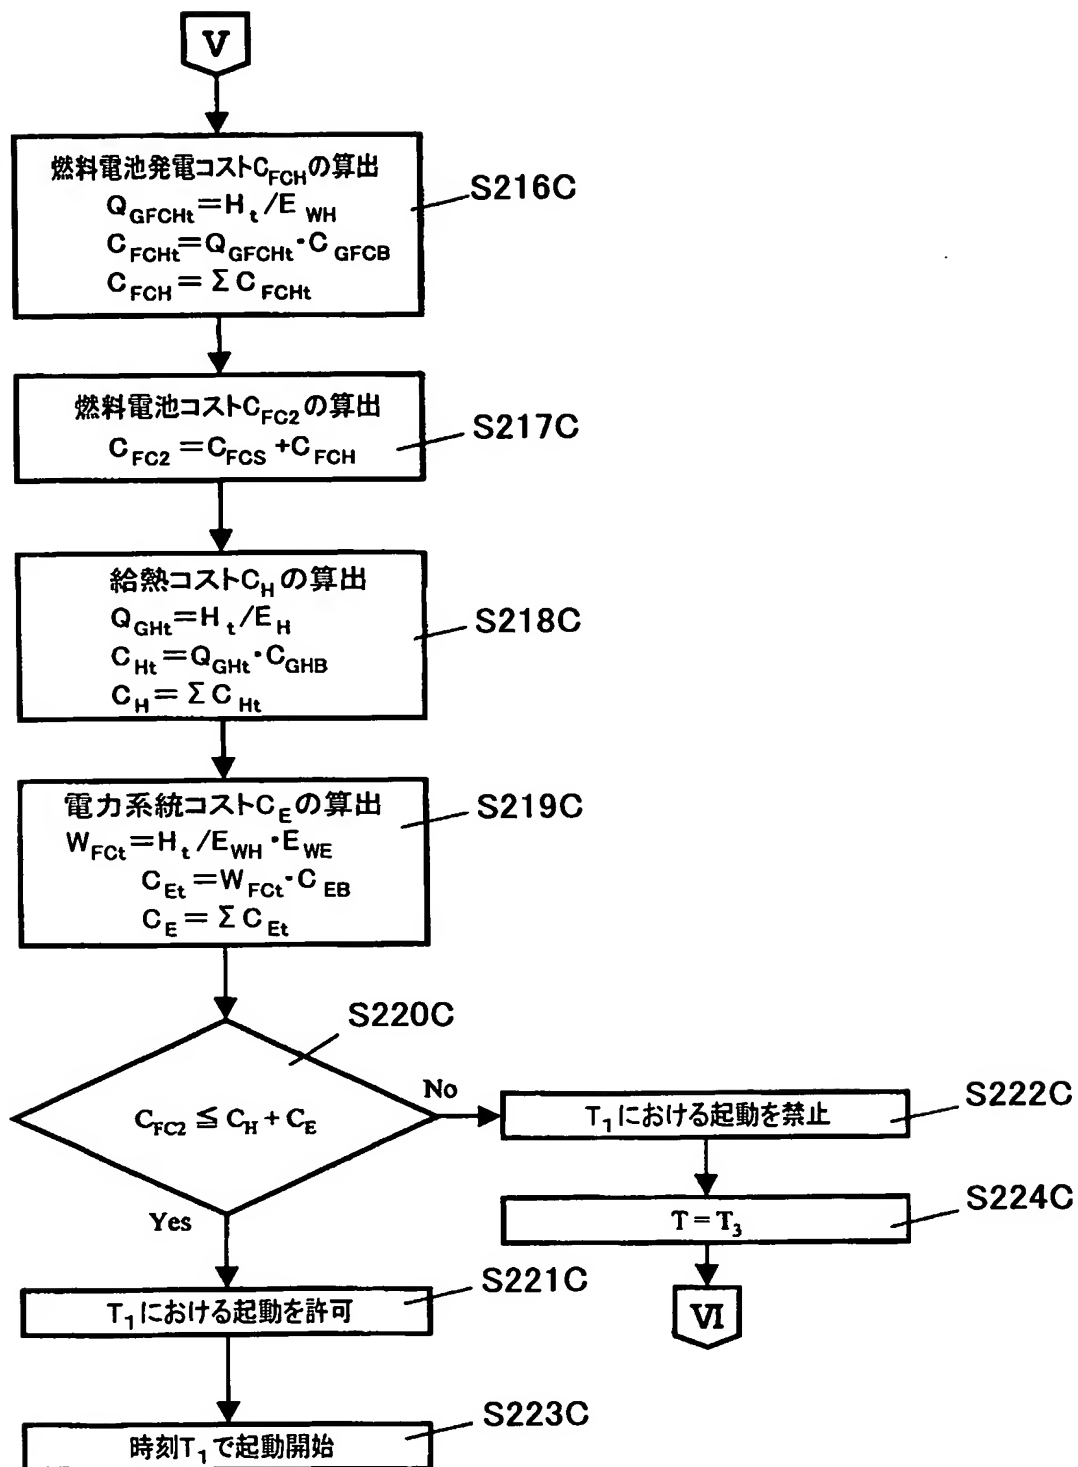 V
燃料電池発電コストC_FCHの算出
Q_GFCHt=H_t/E_WH
C_FCHt=Q_GFCHt・C_GFCB
C_FCH=ΣC_FCHt
S216C
燃料電池コストC_FC2の算出
C_FC2=C_FCS+C_FCH
S217C
給熱コストC_Hの算出
Q_GHt=H_t/E_H
C_Ht=Q_GHt・C_GHB
C_H=ΣC_Ht
S218C
電力系統コストC_Eの算出
W_FCt=H_t/E_WH・E_WE
C_Et=W_FCt・C_EB
C_E=ΣC_Et
S219C
S220C
C_FC2≦C_H+C_E
No
Yes
T_1における起動を禁止
S222C
T=T_3
S224C
VI
T_1における起動を許可
S221C
時刻T_1で起動開始
S223C